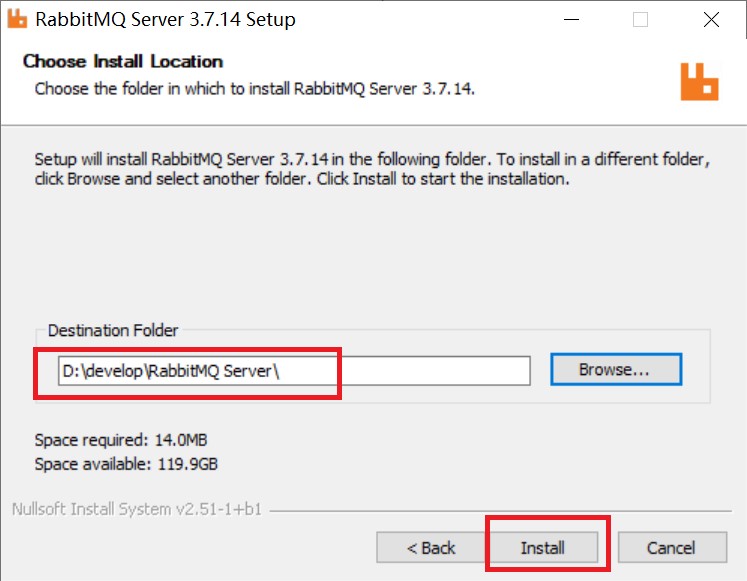 RabbitMQ Server 3.7.14 Setup
Choose Install Location
Choose the folder in which to install RabbitMQ Server 3.7.14.
Setup will install RabbitMQ Server 3.7.14 in the following folder. To install in a different folder,
click Browse and select another folder. Click Install to start the installation.
Destination Folder
D:\develop\RabbitMQ Server\
Browse...
Space required: 14.0MB
Space available: 119.9GB
Nullsoft Install System v2.51-1+b1
< Back
Install
Cancel